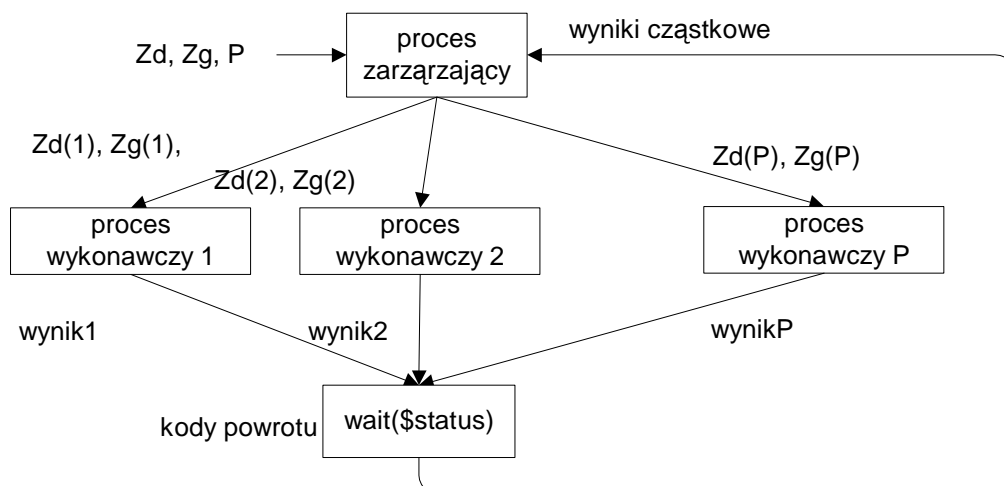 Zd, Zg, P
proces
zarząrzający
wyniki cząstkowe
Zd(1), Zg(1),
Zd(2), Zg(2)
Zd(P), Zg(P)
proces
wykonawczy 1
proces
wykonawczy 2
proces
wykonawczy P
wynik1
wynik2
wynikP
kody powrotu
wait($status)